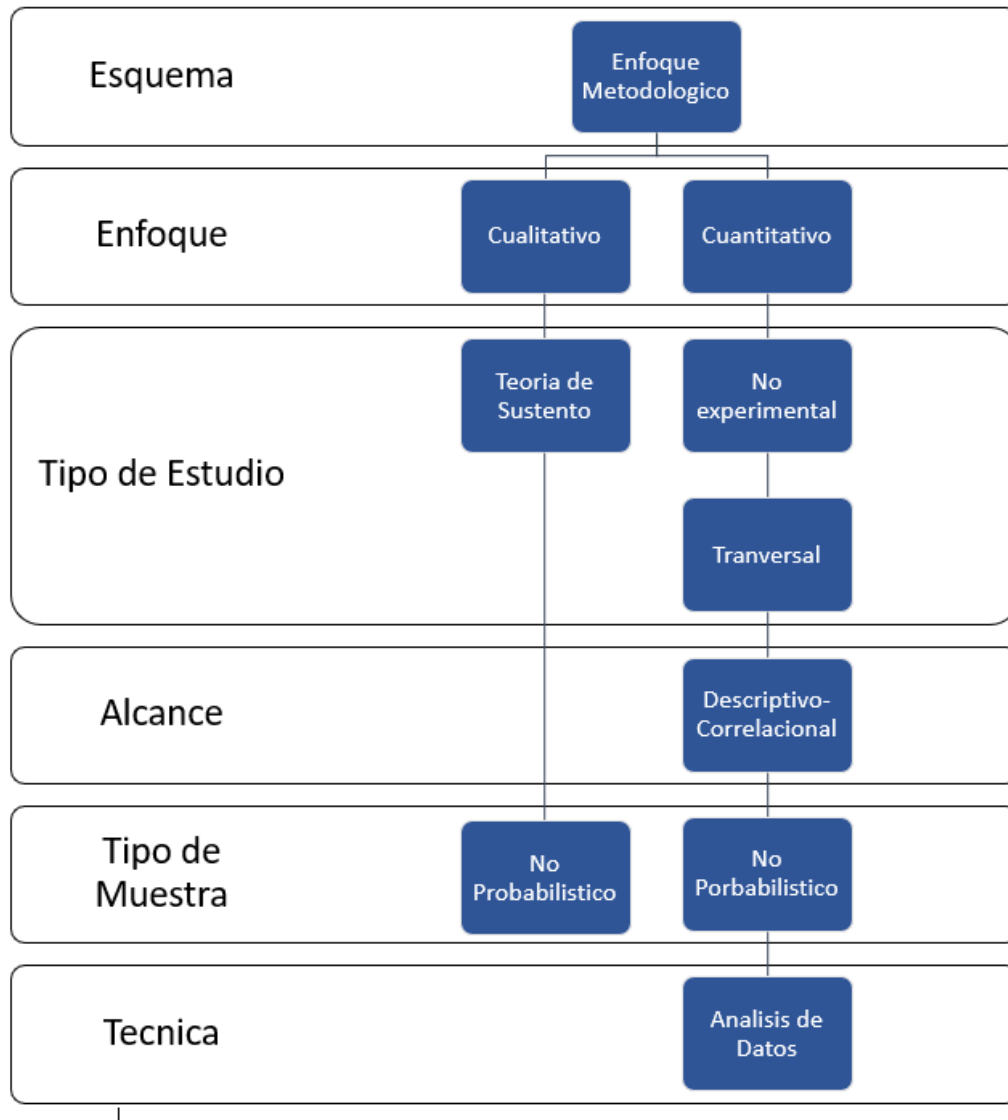 Esquema
Enfoque
Metodologico
Enfoque
Cualitativo
Cuantitativo
Tipo de Estudio
Teoria de
Sustento
No
experimental
Tranversal
Alcance
Descriptivo-
Correlacional
Tipo de
Muestra
No
Probabilistico
No
Porbabilistico
Tecnica
Analisis de
Datos